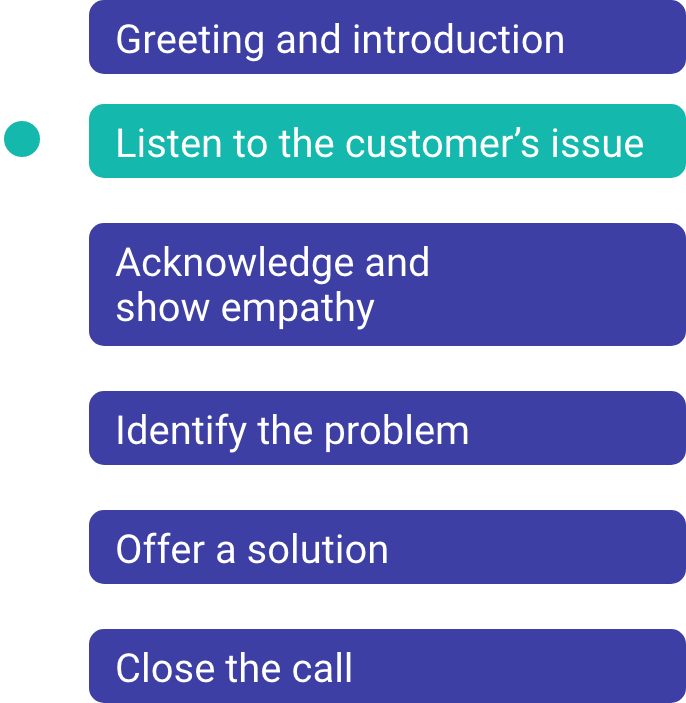 Greeting and introduction
Listen to the customer’s issue
Acknowledge and
show empathy
Identify the problem
Offer a solution
Close the call